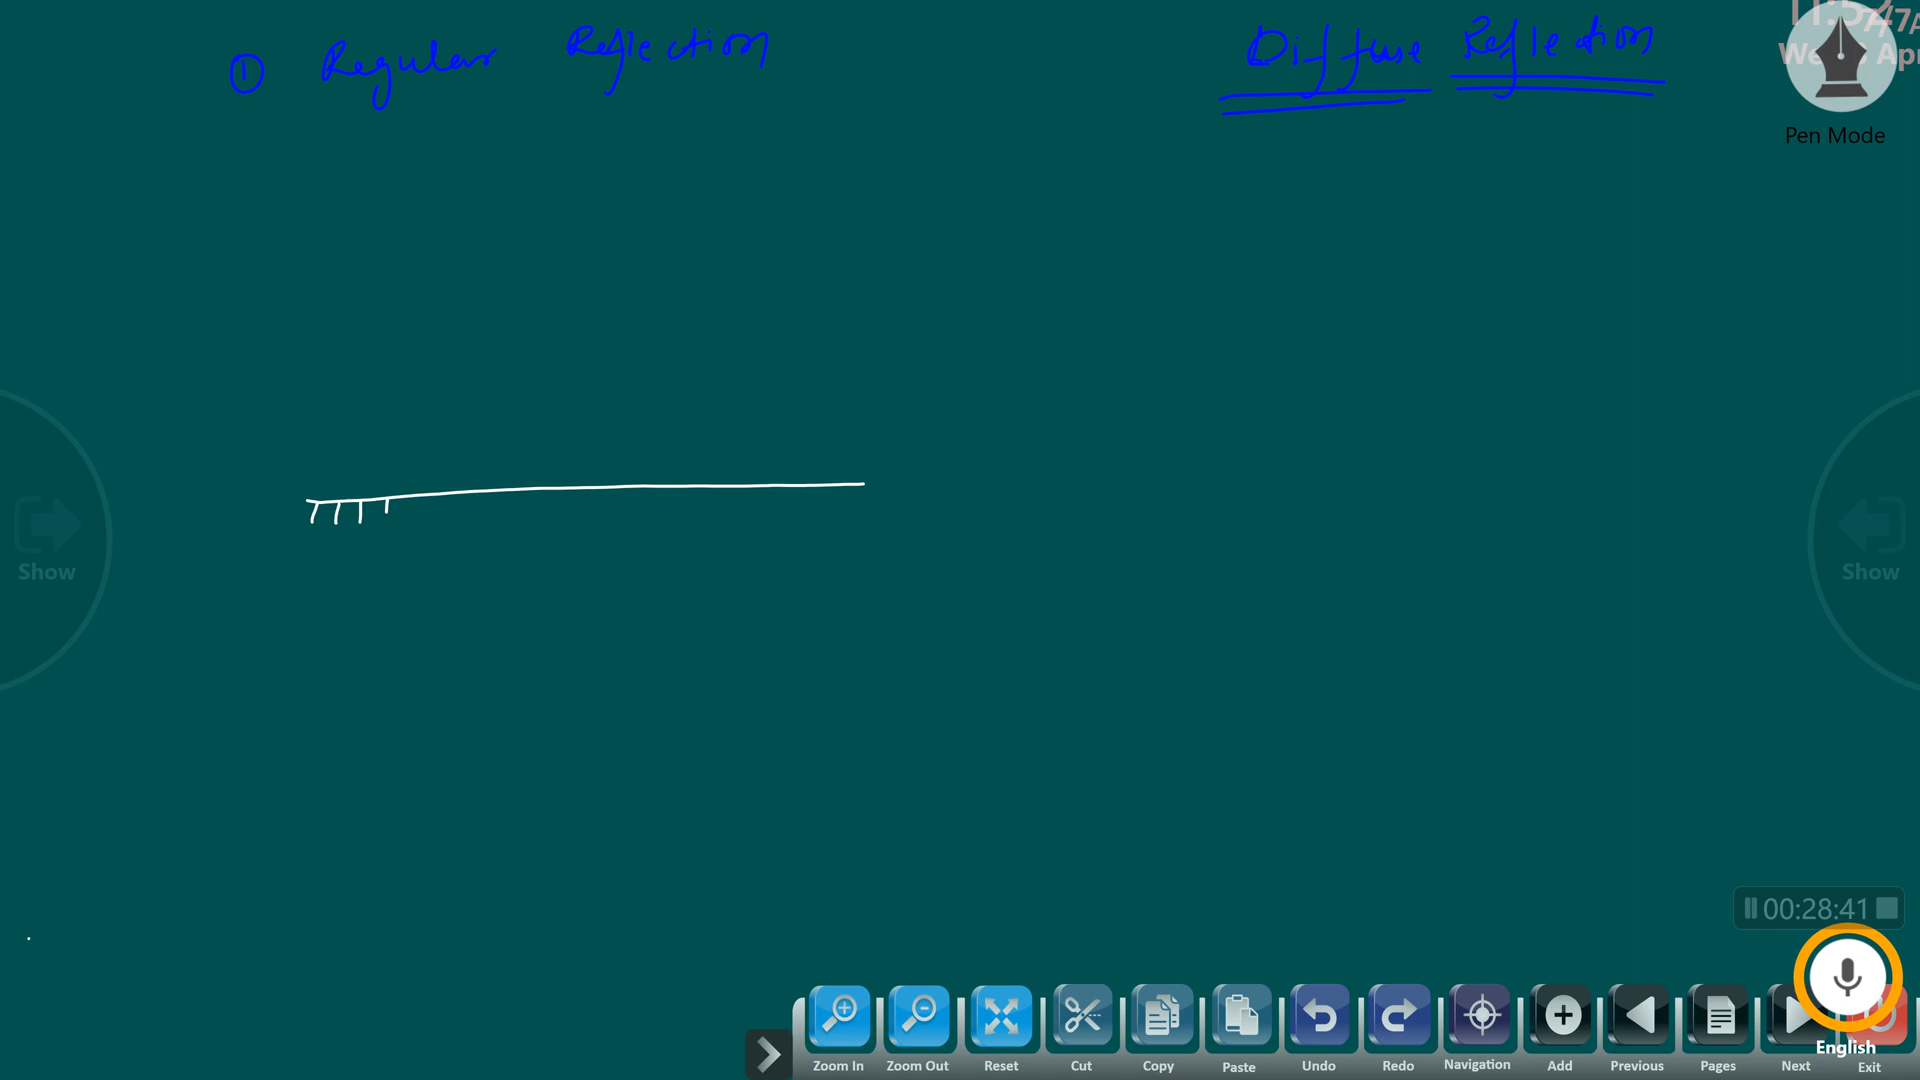 ① Regular Reflection
Diffuse Reflection
Pen Mode
Show
Show
00:28:41
English
Zoom In
Zoom Out
Reset
Cut
Copy
Paste
Undo
Redo
Navigation
Add
Previous
Pages
Next
Exit